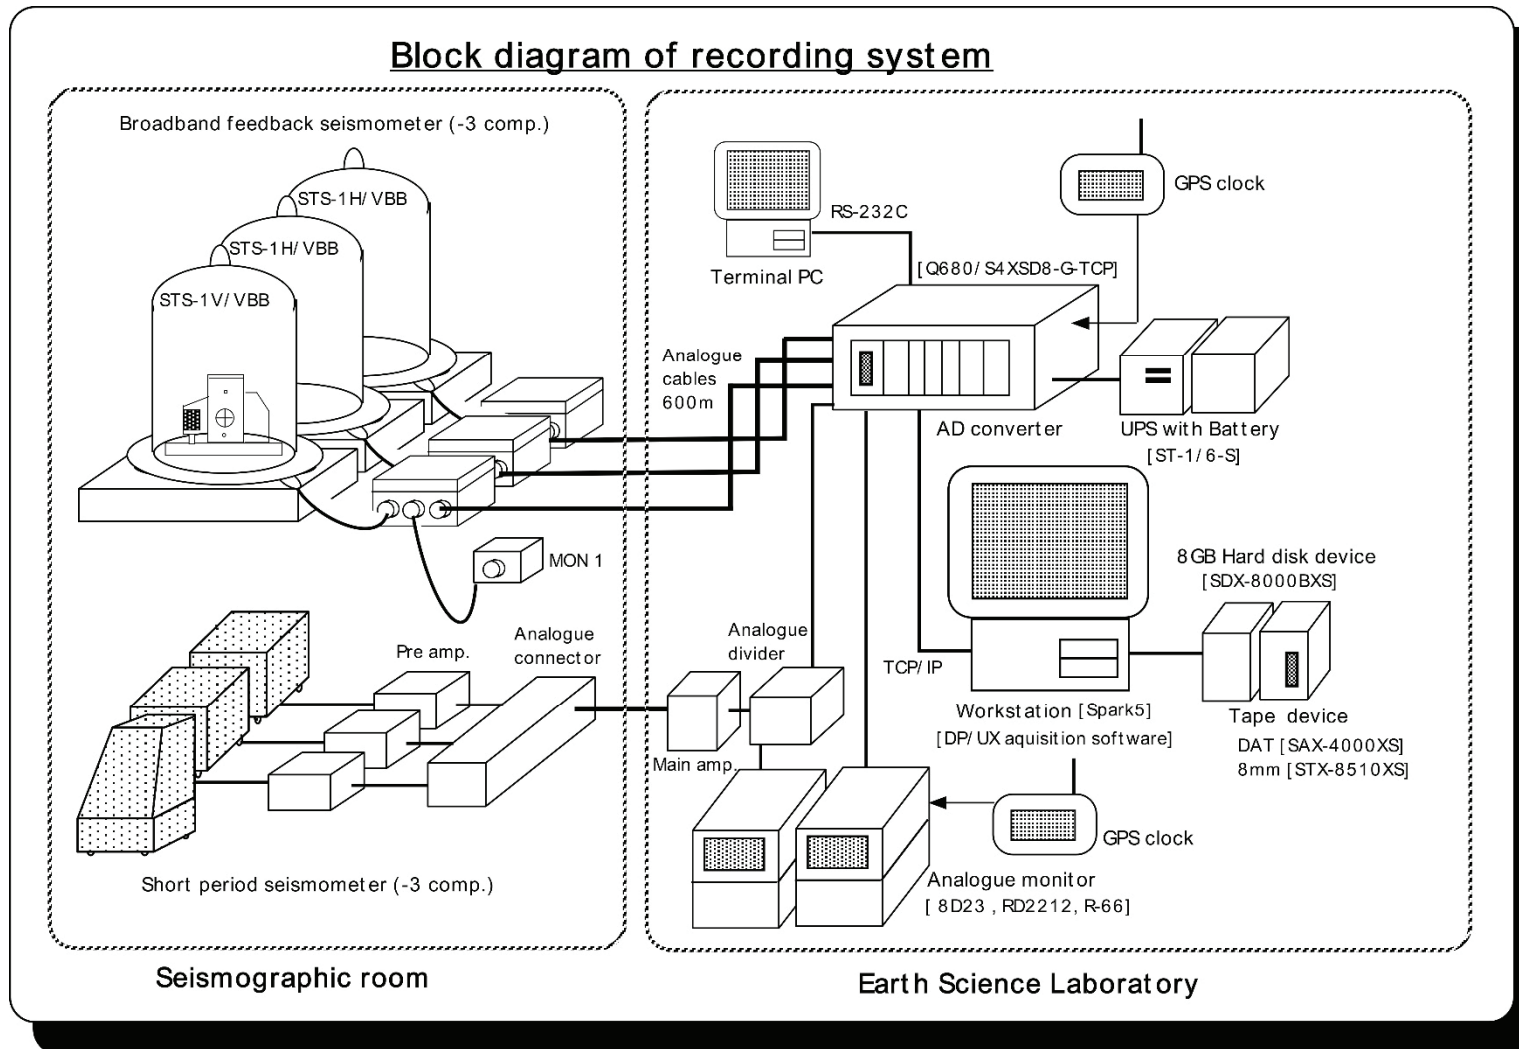 Block diagram of recording system
Broadband feedback seismometer (-3 comp.)
STS-1H/VBB
STS-1H/VBB
STS-1V/VBB
MON 1
Pre amp.
Analogue
connector
Short period seismometer (-3 comp.)
Seismographic room
GPS clock
RS-232C
Terminal PC
[Q680/S4XSD8-G-TCP]
Analogue
cables
600m
AD converter
UPS with Battery
[ST-1/6-S]
8GB Hard disk device
[SDX-8000BXS]
Analogue
divider
TCP/IP
Workstation [Spark5]
[DP/UX aquisition software]
Tape device
DAT [SAX-4000XS]
8mm [STX-8510XS]
Main amp.
GPS clock
Analogue monitor
[ 8D23 , RD2212, R-66]
Earth Science Laboratory